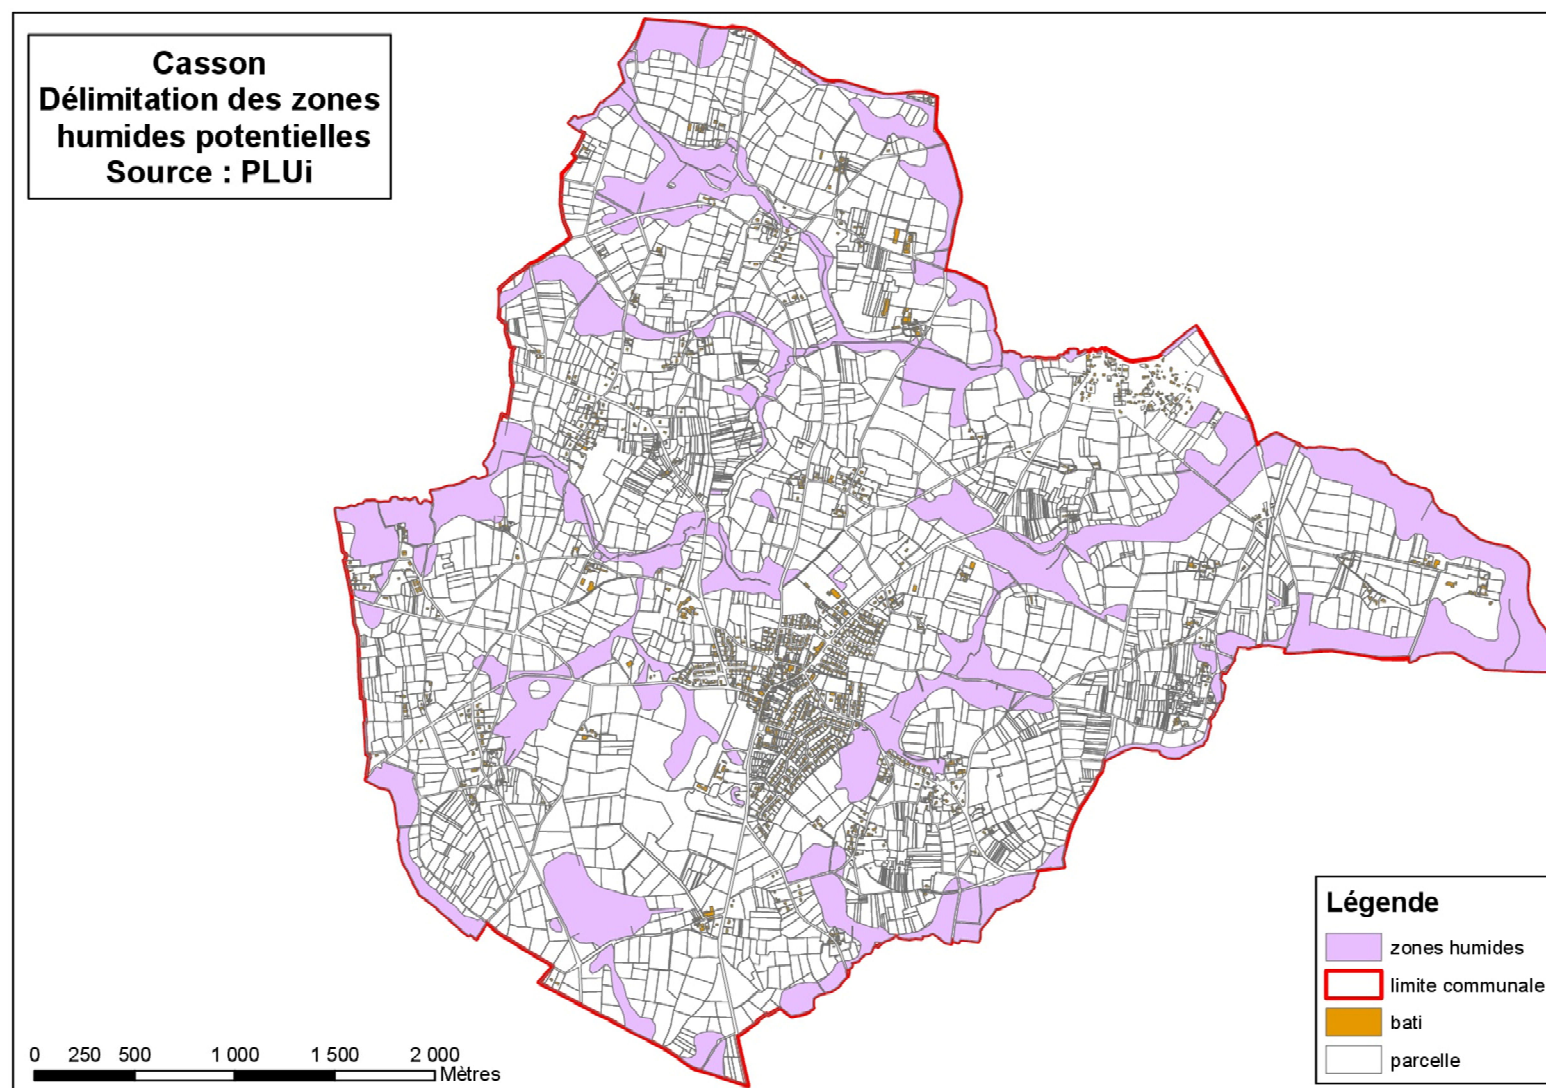 Casson
Délimitation des zones
humides potentielles
Source : PLUi
Légende
zones humides
limite communale
bati
parcelle
0 250 500 1 000 1 500 2 000
Mètres